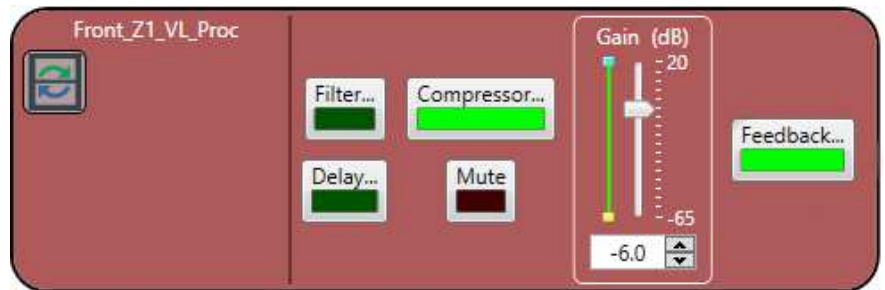 Front_Z1_VL_Proc
Filter...
Compressor...
Delay...
Mute
Gain (dB)
20
-65
-6.0
Feedback...